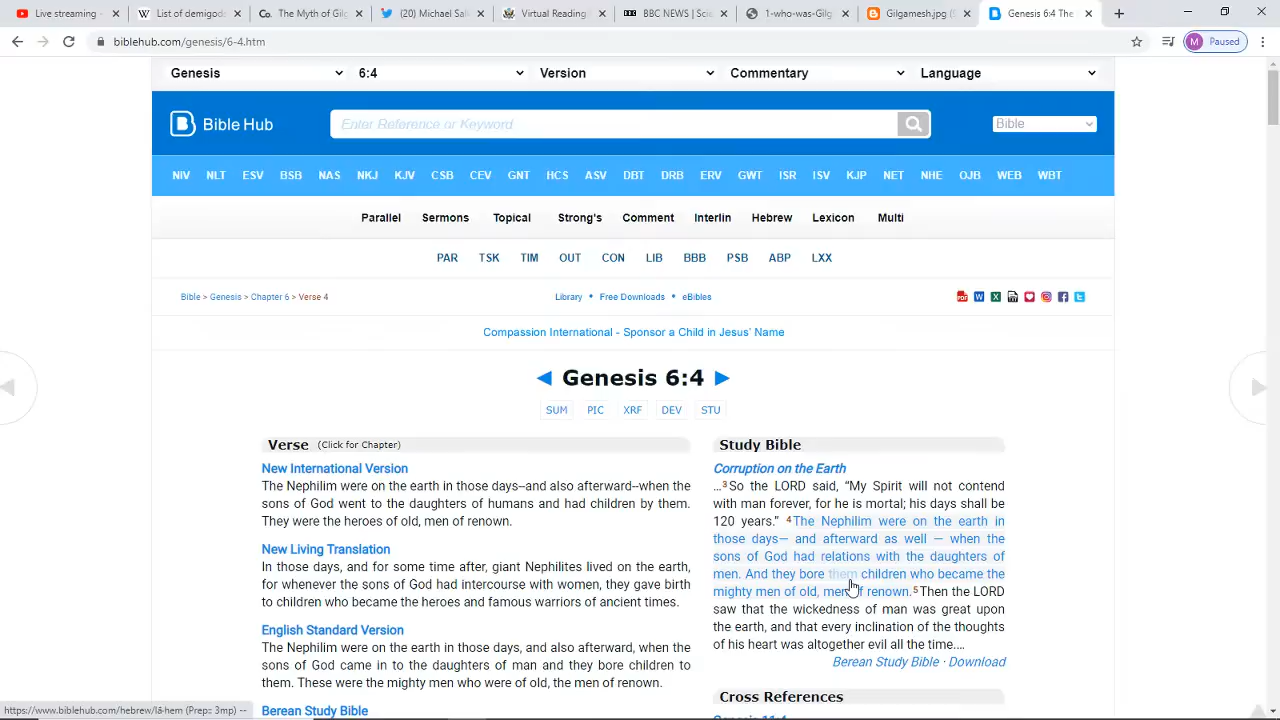 Live streaming -
List of demigods
Co. The Myth of Gilg
(20) Michael Sal
Virtual Reading
BBC NEWS | Sci
1-who-was-Gilg
Gilgamesh.jpg (
Genesis 6:4 The
biblehub.com/genesis/6-4.htm
M Paused
Genesis 6:4 Version Commentary Language
Bible Hub Enter Reference or Keyword Bible
NIV NLT ESV BSB NAS NKJ KJV CSB CEV GNT HCS ASV DBT DRB ERV GWT ISR ISV KJP NET NHE OJB WEB WBT
Parallel Sermons Topical Strong's Comment Interlin Hebrew Lexicon Multi
PAR TSK TIM OUT CON LIB BBB PSB ABP LXX
Bible > Genesis > Chapter 6 > Verse 4 Library • Free Downloads • eBibles
Compassion International - Sponsor a Child in Jesus' Name
◄ Genesis 6:4 ►
SUM PIC XRF DEV STU
Verse (Click for Chapter)
New International Version
The Nephilim were on the earth in those days—and also afterward—when the
sons of God went to the daughters of humans and had children by them.
They were the heroes of old, men of renown.
New Living Translation
In those days, and for some time after, giant Nephilites lived on the earth,
for whenever the sons of God had intercourse with women, they gave birth
to children who became the heroes and famous warriors of ancient times.
English Standard Version
The Nephilim were on the earth in those days, and also afterward, when the
sons of God came in to the daughters of man and they bore children to
them. These were the mighty men who were of old, the men of renown.
Berean Study Bible
Study Bible
Corruption on the Earth
…3So the LORD said, “My Spirit will not contend
with man forever, for he is mortal; his days shall be
120 years.” 4The Nephilim were on the earth in
those days— and afterward as well — when the
sons of God had relations with the daughters of
men. And they bore them children who became the
mighty men of old, men of renown. 5Then the LORD
saw that the wickedness of man was great upon
the earth, and that every inclination of the thoughts
of his heart was altogether evil all the time.…
Berean Study Bible · Download
Cross References
https://www.biblehub.com/hebrew/lå·hem (Prep:: 3mp) --